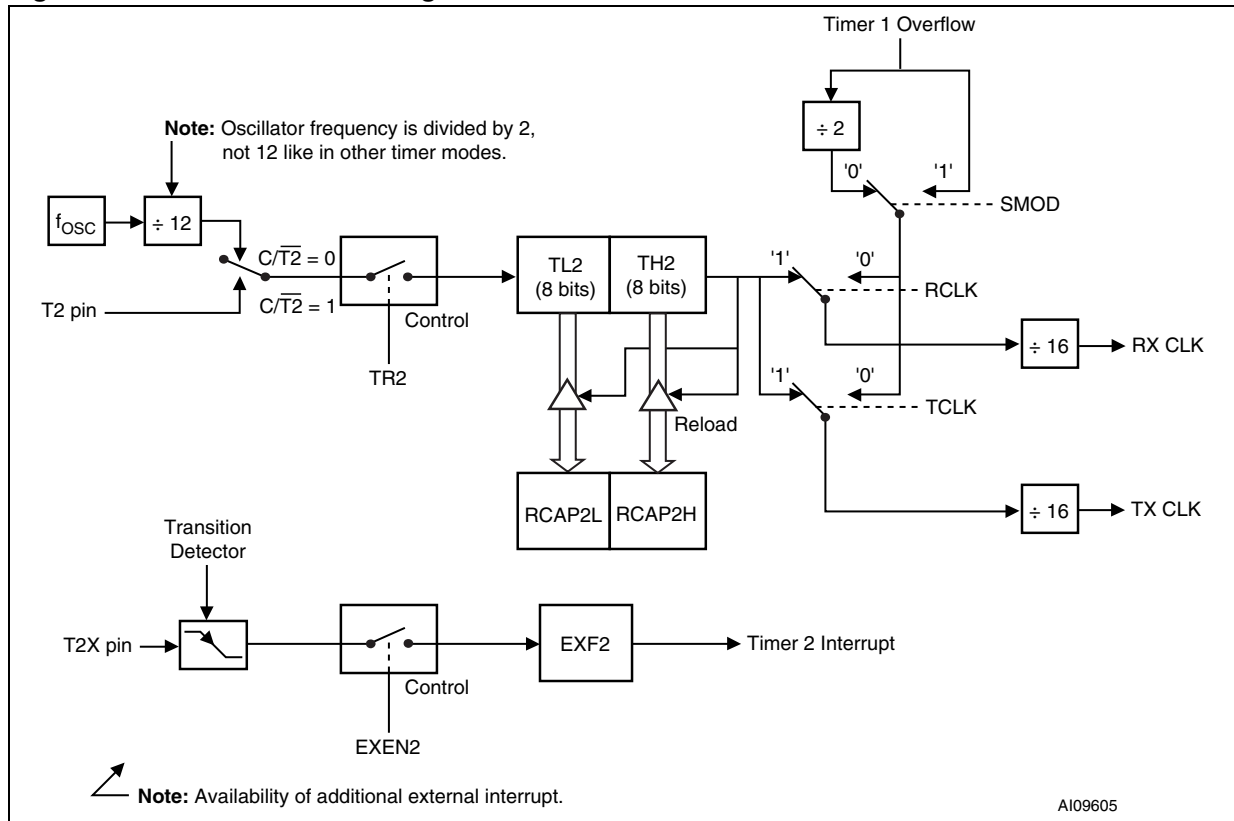 Timer 1 Overflow
÷ 2
Note: Oscillator frequency is divided by 2,
not 12 like in other timer modes.
'0'
'1'
SMOD
fOSC
÷ 12
C/T2 = 0
C/T2 = 1
T2 pin
Control
TR2
TL2
(8 bits)
TH2
(8 bits)
'1'
'0'
RCLK
÷ 16
RX CLK
'1'
'0'
TCLK
Reload
RCAP2L
RCAP2H
÷ 16
TX CLK
Transition
Detector
T2X pin
Control
EXEN2
EXF2
Timer 2 Interrupt
Note: Availability of additional external interrupt.
AI09605